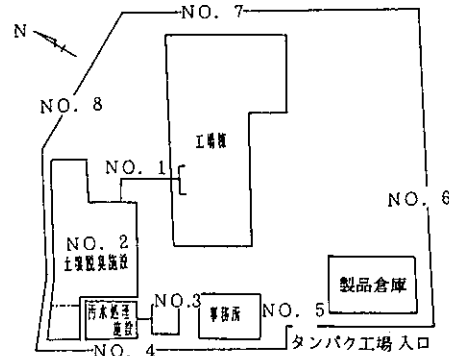 NO. 7
N
NO. 8
工場棟
NO. 1
NO. 6
NO. 2
土壌脱臭施設
製品倉庫
汚水処理
施設
NO.3
事務所
NO. 5
NO. 4
タンパク工場入口